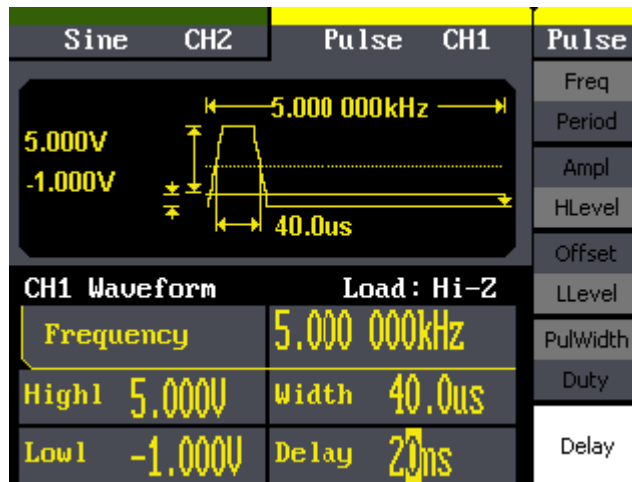 Sine CH2 Pulse CH1 Pulse
Freq
Period
Ampl
HLevel
Offset
LLevel
PulWidth
Duty
Delay
5.000 000kHz
5.000V
-1.000V
40.0us
CH1 Waveform Load: Hi-Z
Frequency 5.000 000kHz
Highl 5.000V Width 40.0us
Lowl -1.000V Delay 20ns